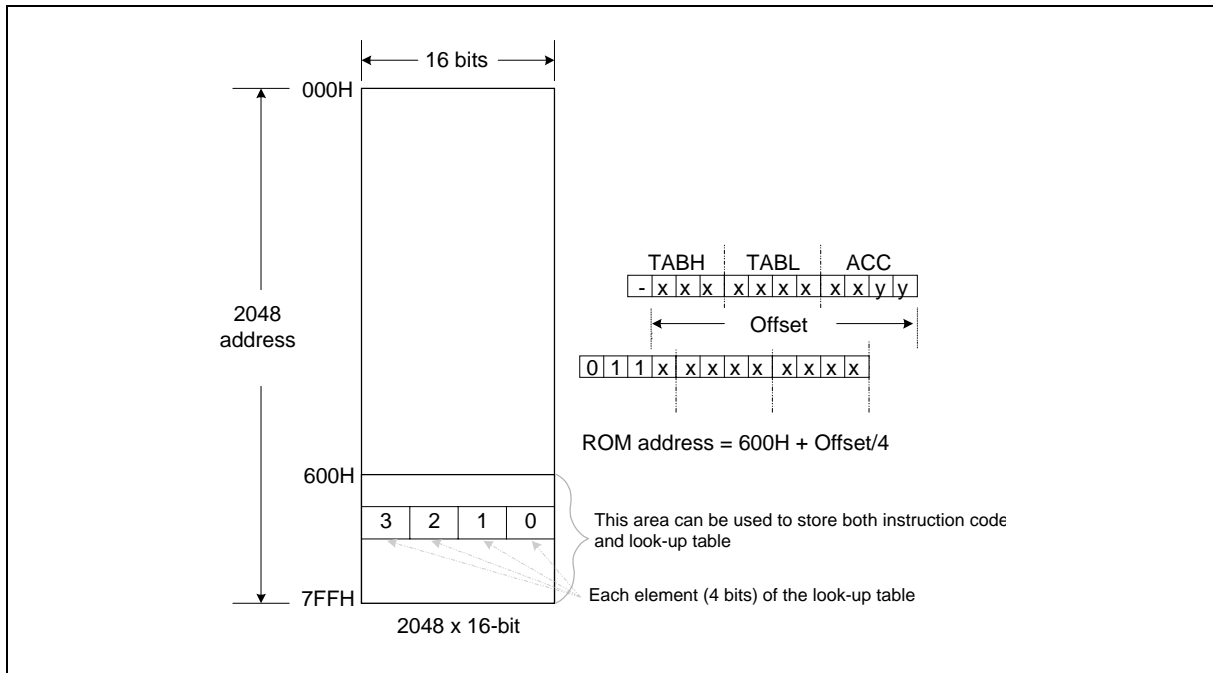 16 bits
000H
2048
address
TABH TABL ACC
- x x x x x x x x x y y
Offset
0 1 1 x x x x x x x x x
ROM address = 600H + Offset/4
600H
3 2 1 0
This area can be used to store both instruction code
and look-up table
Each element (4 bits) of the look-up table
7FFH
2048 x 16-bit